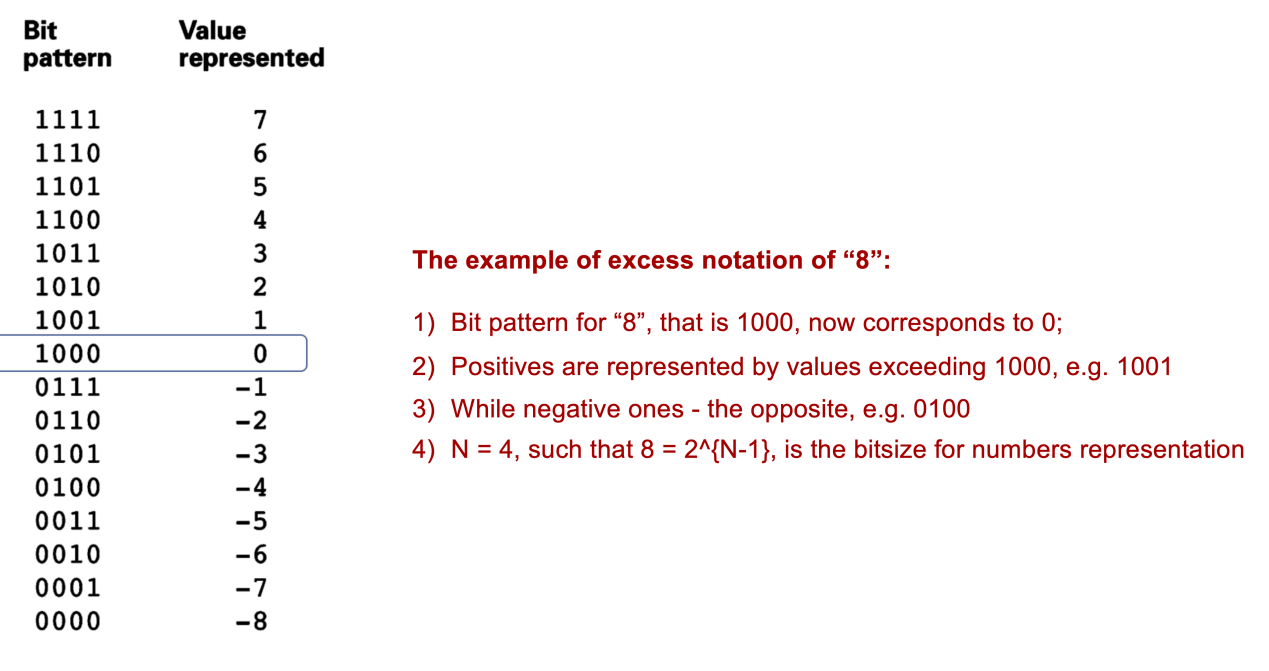 Bit Value
pattern represented
1111 7
1110 6
1101 5
1100 4
1011 3
1010 2
1001 1
1000 0
0111 −1
0110 −2
0101 −3
0100 −4
0011 −5
0010 −6
0001 −7
0000 −8
The example of excess notation of “8”:
1) Bit pattern for “8”, that is 1000, now corresponds to 0;
2) Positives are represented by values exceeding 1000, e.g. 1001
3) While negative ones - the opposite, e.g. 0100
4) N = 4, such that 8 = 2^{N-1}, is the bitsize for numbers representation